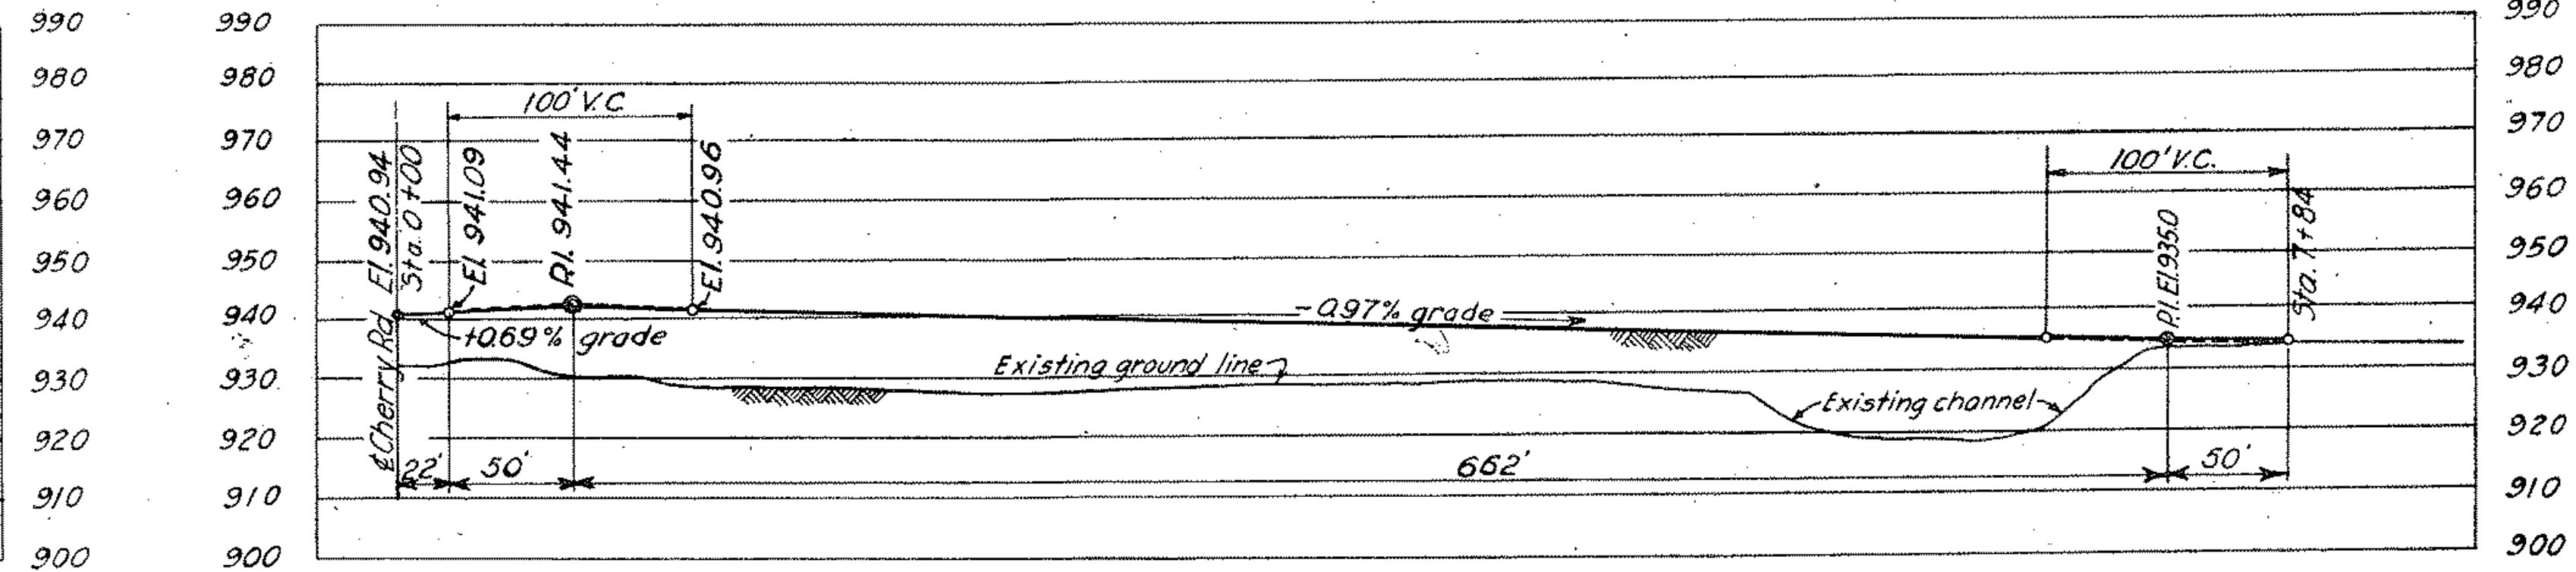 990 990 990
980 980 980
100' V.C.
970 970 970
100' V.C.
El. 940.94
Sta. 0+00
El. 941.09
P.I. 941.44
El. 940.96
960 960 960
P.I. El. 935.0
Sta. 7+84
950 950 950
940 940 940
+0.69% grade
-0.97% grade
Existing ground line
930 930 930
Existing channel
920 920 920
℄ Cherry Rd.
22' 50' 662' 50'
910 910 910
900 900 900